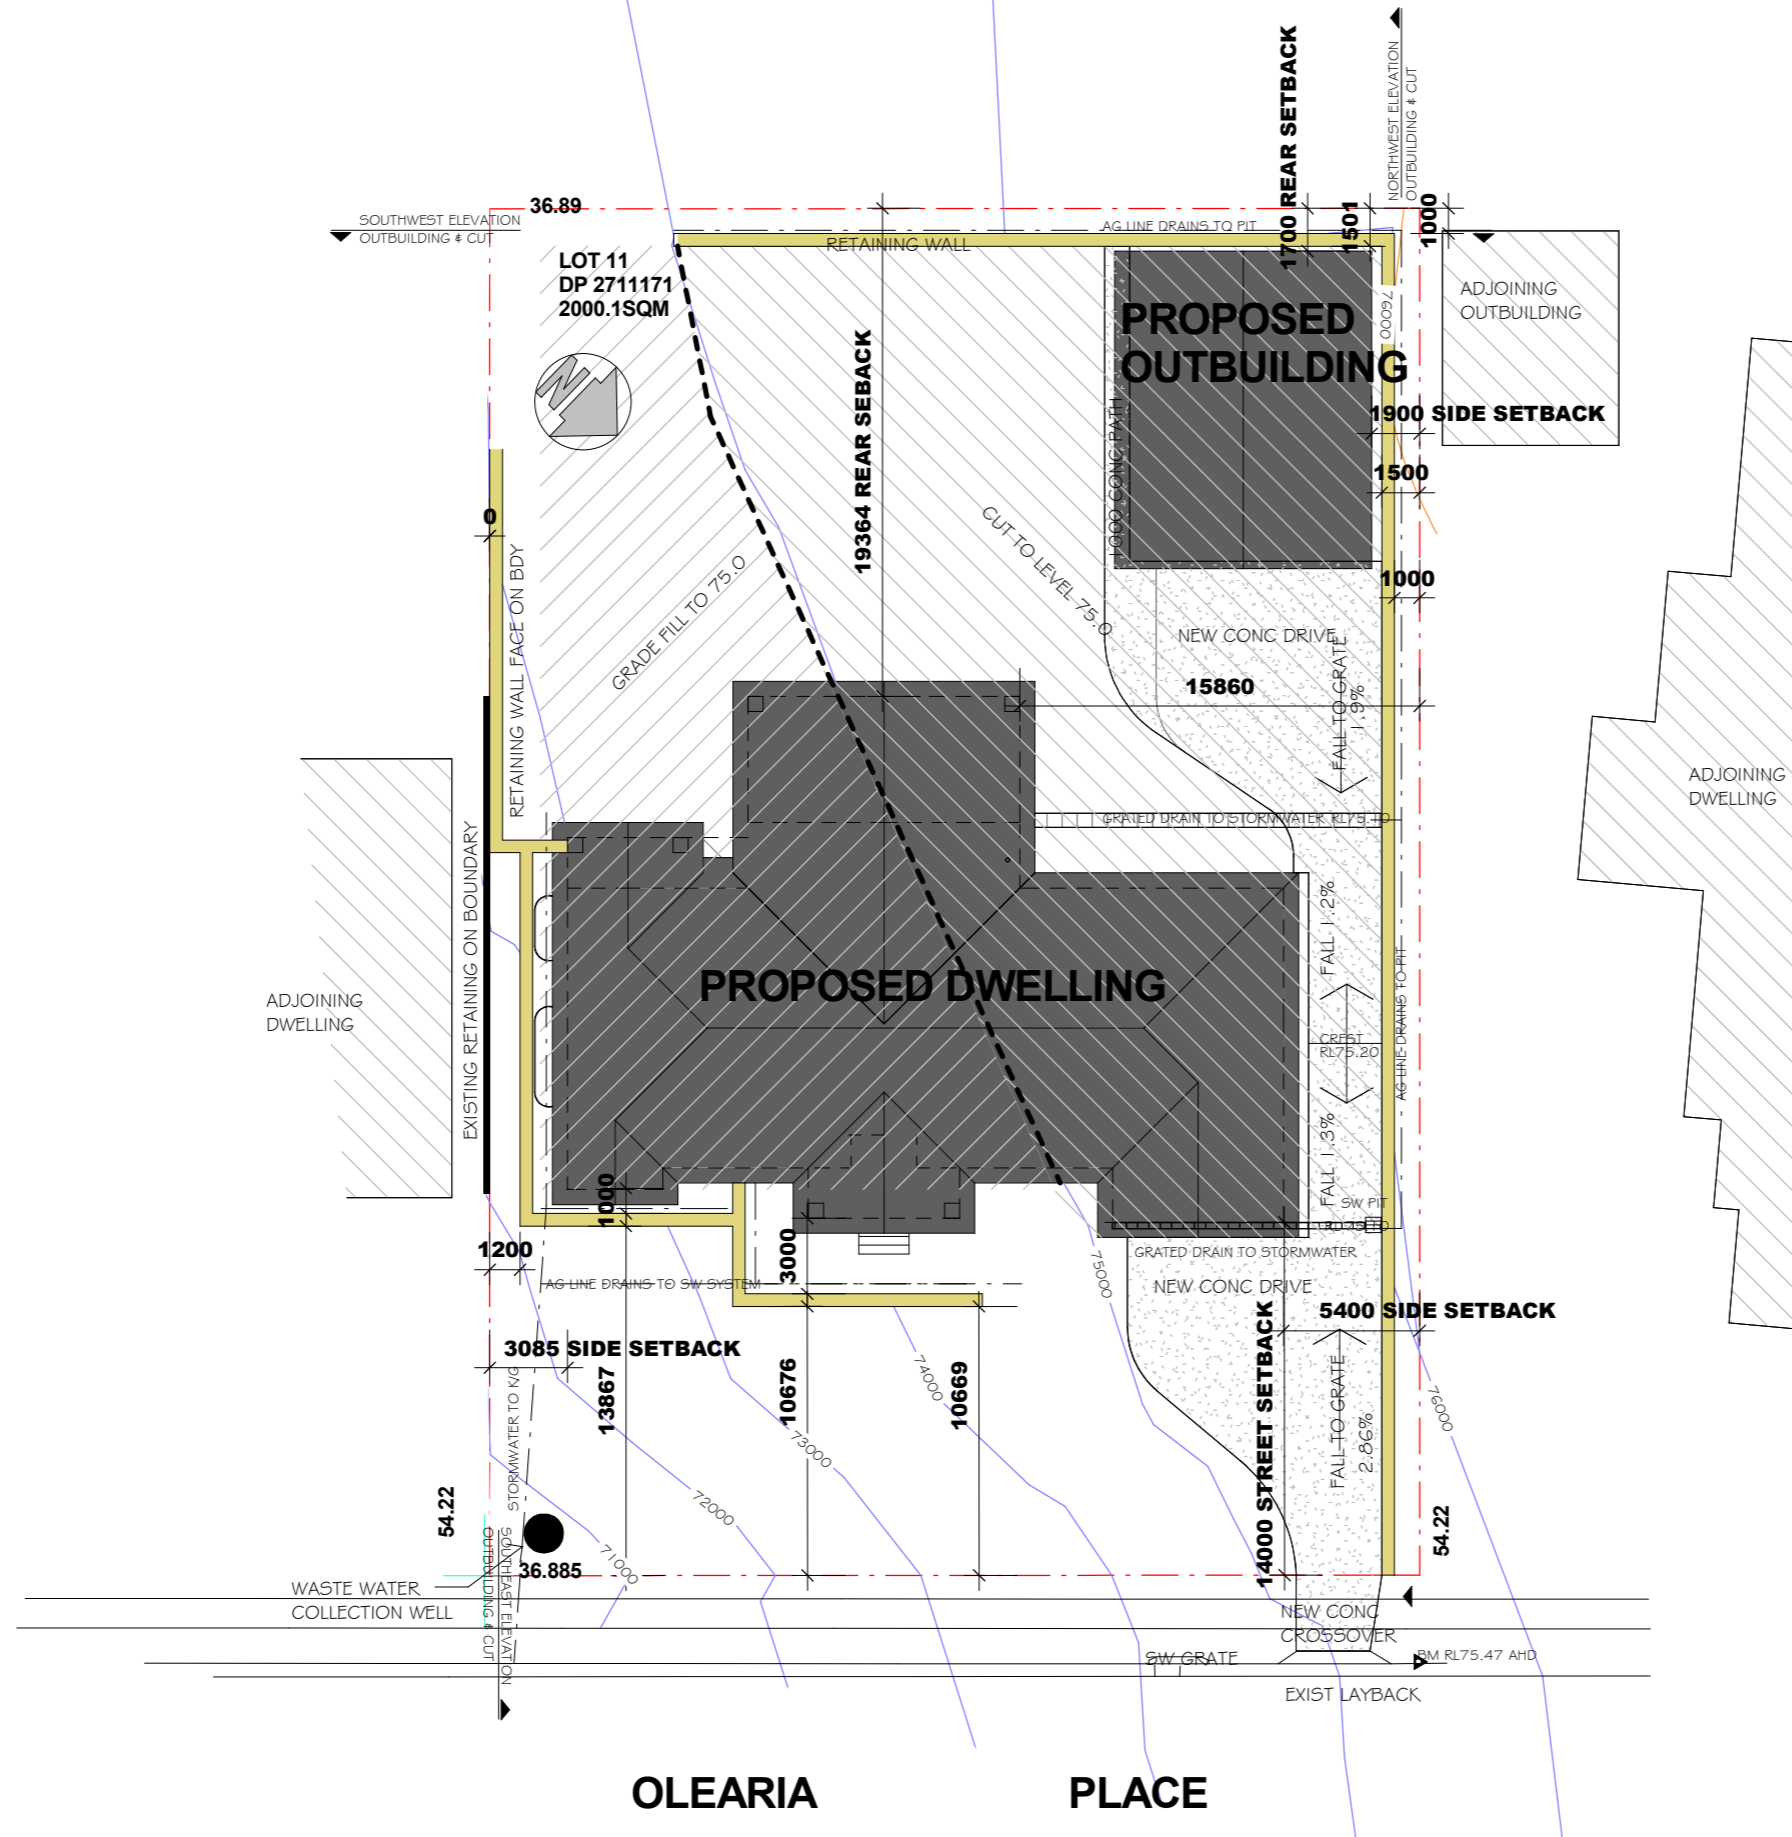 1700 REAR SETBACK
NORTHWEST ELEVATION
OUTBUILDING & CUT
36.89
SOUTHWEST ELEVATION
OUTBUILDING & CUT
AG LINE DRAINS TO PIT
RETAINING WALL
1501
1000
LOT 11
DP 2711171
2000.1SQM
N
PROPOSED
OUTBUILDING
76000
ADJOINING
OUTBUILDING
19364 REAR SEBACK
1000 CONC PATH
1900 SIDE SETBACK
1500
0
RETAINING WALL FACE ON BDY
GRADE FILL TO 75.0
CUT TO LEVEL 75.0
1000
NEW CONC DRIVE
FALL TO GRATE
1.9%
15860
ADJOINING
DWELLING
GRATED DRAIN TO STORMWATER RL75.10
EXISTING RETAINING ON BOUNDARY
FALL 1.2%
PROPOSED DWELLING
ADJOINING
DWELLING
CREST
RL75.20
AG LINE DRAINS TO PIT
FALL 1.3%
1000
SW PIT
RL75.10
1200
3000
GRATED DRAIN TO STORMWATER
AG LINE DRAINS TO SW SYSTEM
75000
NEW CONC DRIVE
5400 SIDE SETBACK
3085 SIDE SETBACK
13867
10676
74000
10669
14000 STREET SETBACK
FALL TO GRATE
2.86%
76000
STORMWATER TO K/G
73000
54.22
72000
54.22
71000
36.885
SOUTHEAST ELEVATION
OUTBUILDING & CUT
WASTE WATER
COLLECTION WELL
NEW CONC
CROSSOVER
SW GRATE
BM RL75.47 AHD
EXIST LAYBACK
OLEARIA PLACE